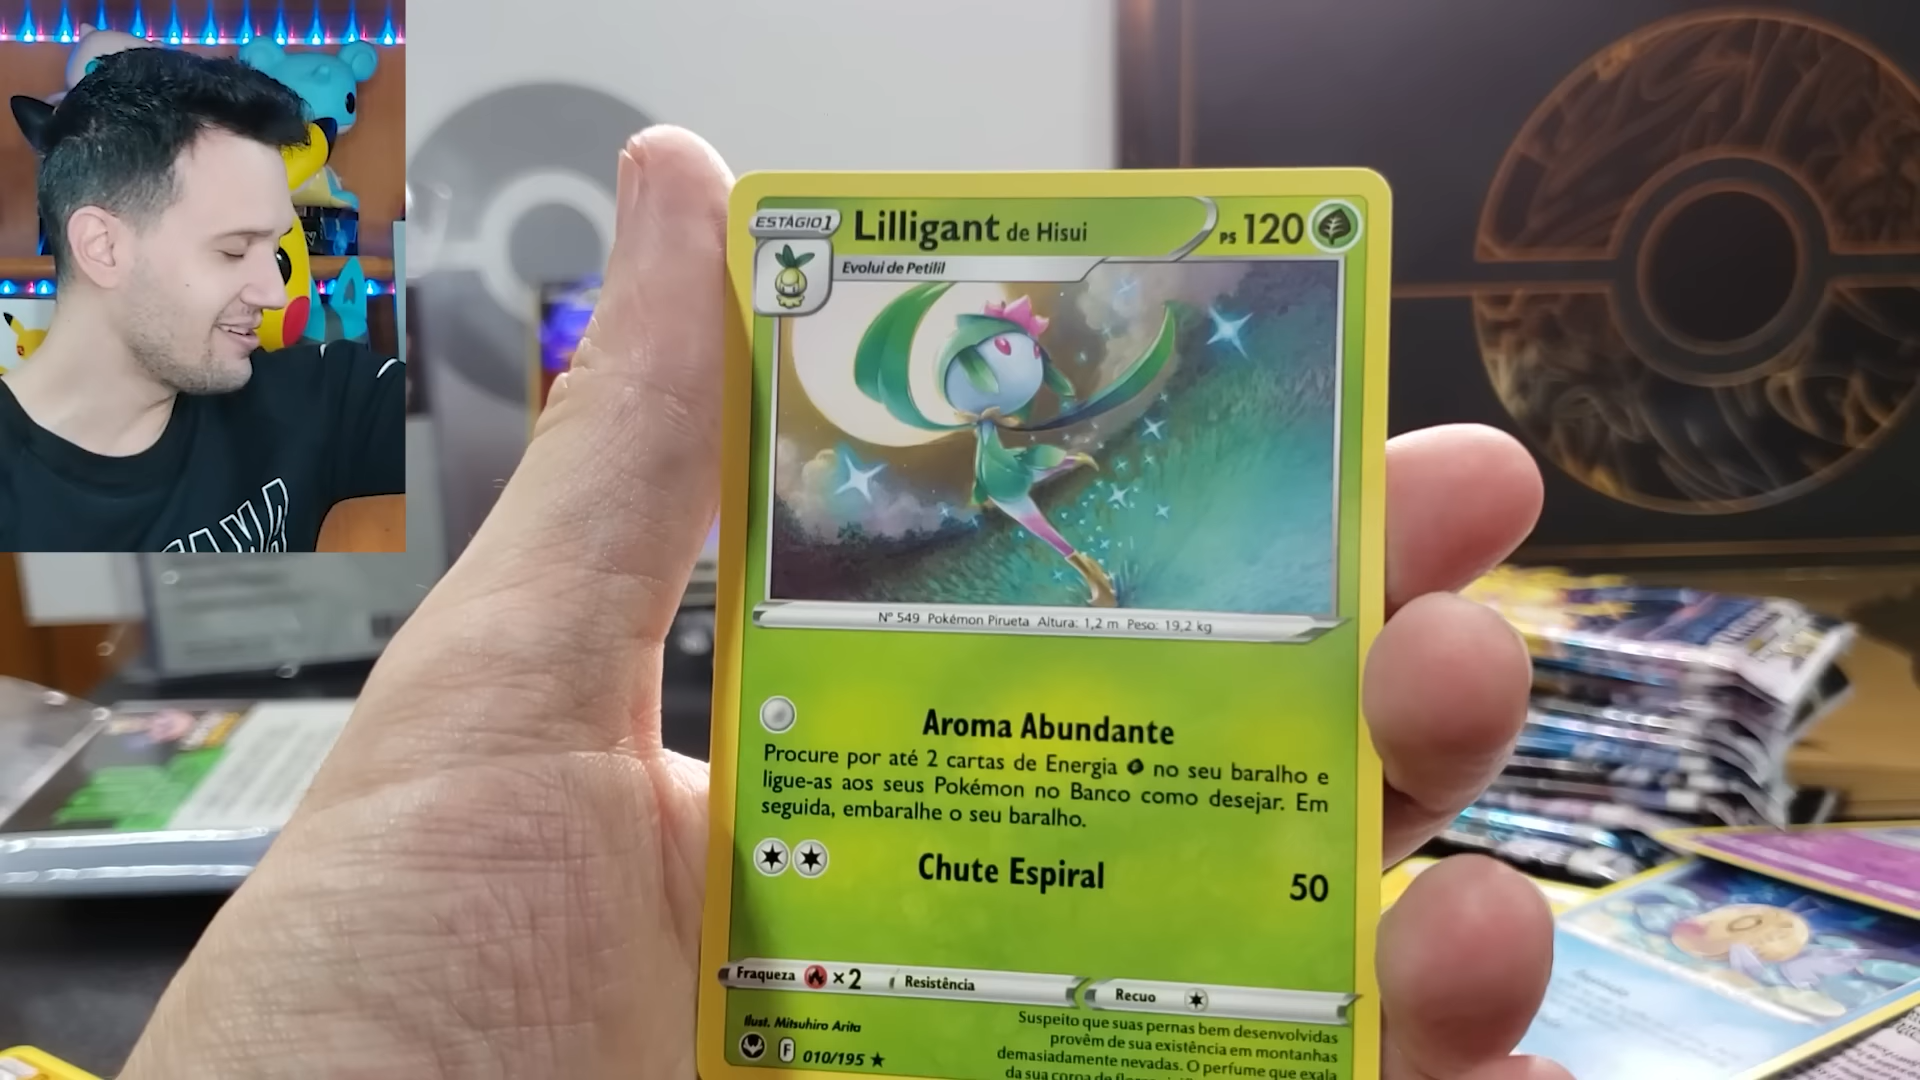 ESTÁGIO 1
Lilligant de Hisui
PS 120
Evolui de Petilil
Nº 549 Pokémon Pirueta Altura: 1,2 m Peso: 19,2 kg
Aroma Abundante
Procure por até 2 cartas de Energia no seu baralho e
ligue-as aos seus Pokémon no Banco como desejar. Em
seguida, embaralhe o seu baralho.
Chute Espiral 50
Fraqueza ×2 Resistência Recuo
Ilust. Mitsuhiro Arita
F 010/195 ★
Suspeito que suas pernas bem desenvolvidas
provêm de sua existência em montanhas
demasiadamente nevadas. O perfume que exala
da sua coroa de